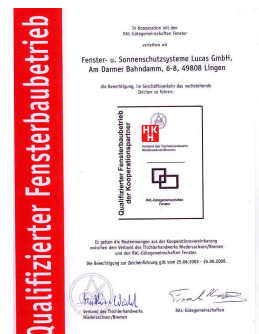 Qualifizierter Fensterbaubetrieb
In Kooperation mit den
RAL-Gütegemeinschaften Fenster
verleihen wir
Fenster- u. Sonnenschutzsysteme Lucas GmbH,
Am Darmer Bahndamm, 6-8, 49808 Lingen
die Berechtigung, im Geschäftsverkehr das nachstehende
Zeichen zu führen:
Qualifizierter Fensterbaubetrieb
der Kooperationspartner
HKH
Verband des Tischlerhandwerks
Niedersachsen/Bremen
RAL-Gütegemeinschaften
Fenster
Es gelten die Bestimmungen aus der Kooperationsvereinbarung
zwischen dem Verband des Tischlerhandwerks Niedersachsen/Bremen
und den RAL-Gütegemeinschaften Fenster.
Die Berechtigung zur Zeichenführung gilt vom 25.06.2003 - 25.06.2006.
Verband des Tischlerhandwerks
Niedersachsen/Bremen
RAL-Gütegemeinschaften